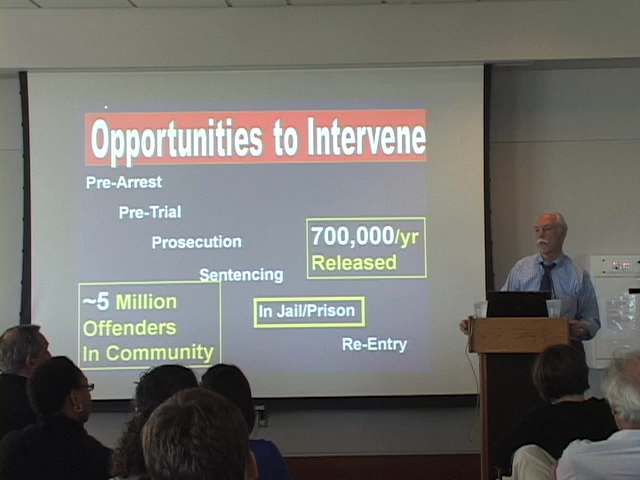 Opportunities to Intervene
Pre-Arrest
Pre-Trial
Prosecution
700,000/yr
Released
Sentencing
~5 Million
Offenders
In Community
In Jail/Prison
Re-Entry